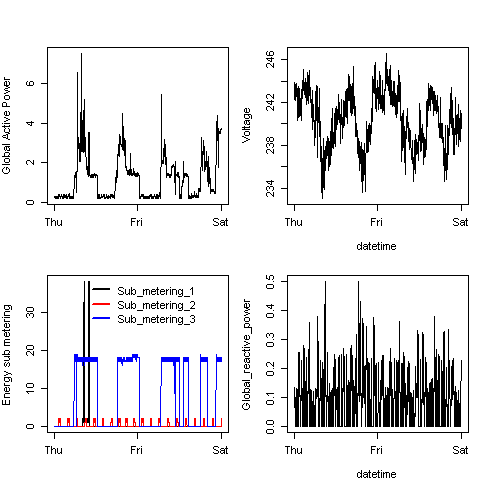 Global Active Power
0
2
4
6
Thu
Fri
Sat
Voltage
234
238
242
246
Thu
Fri
Sat
datetime
Energy sub metering
0
10
20
30
Sub_metering_1
Sub_metering_2
Sub_metering_3
Thu
Fri
Sat
Global_reactive_power
0.0
0.1
0.2
0.3
0.4
0.5
Thu
Fri
Sat
datetime